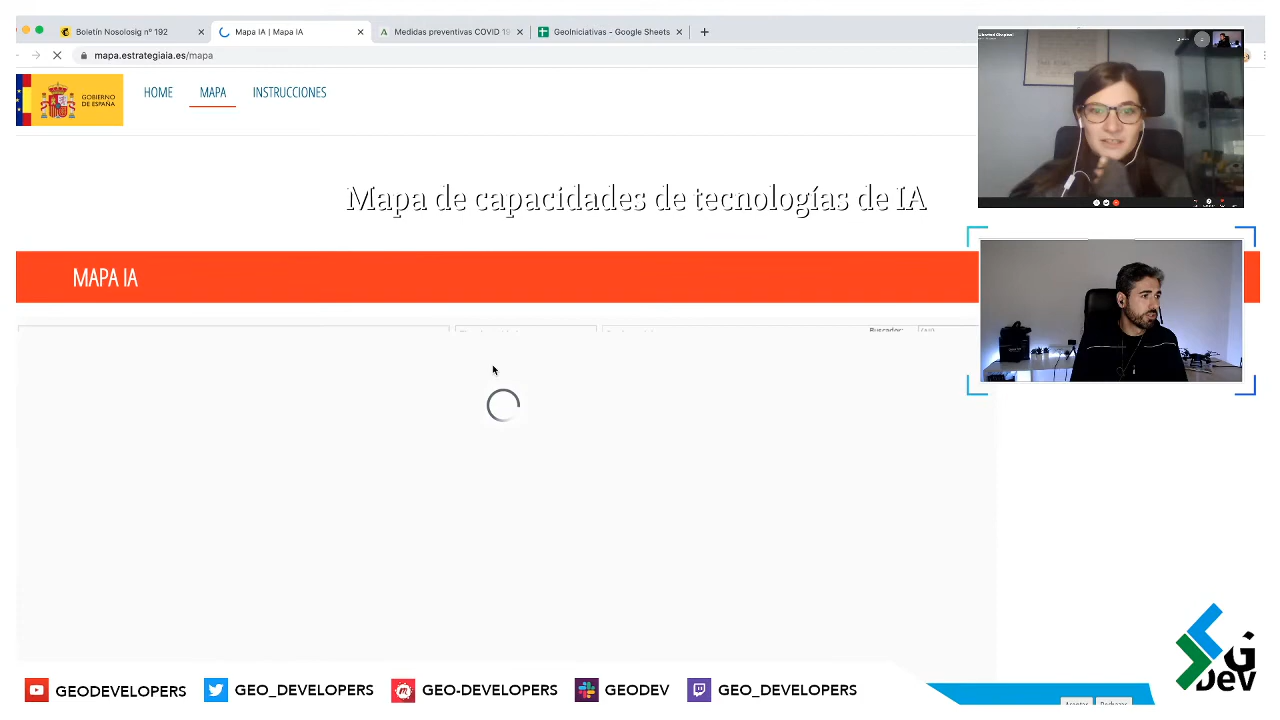 Boletín Nosolosig nº 192
Mapa IA | Mapa IA
Medidas preventivas COVID 19
GeoIniciativas - Google Sheets
mapa.estrategiaia.es/mapa
GOBIERNO
DE ESPAÑA
HOME
MAPA
INSTRUCCIONES
Mapa de capacidades de tecnologías de IA
MAPA IA
Buscador:
GEODEVELOPERS
GEO_DEVELOPERS
GEO-DEVELOPERS
GEODEV
GEO_DEVELOPERS
G
Dev
Aceptar
Rechazar